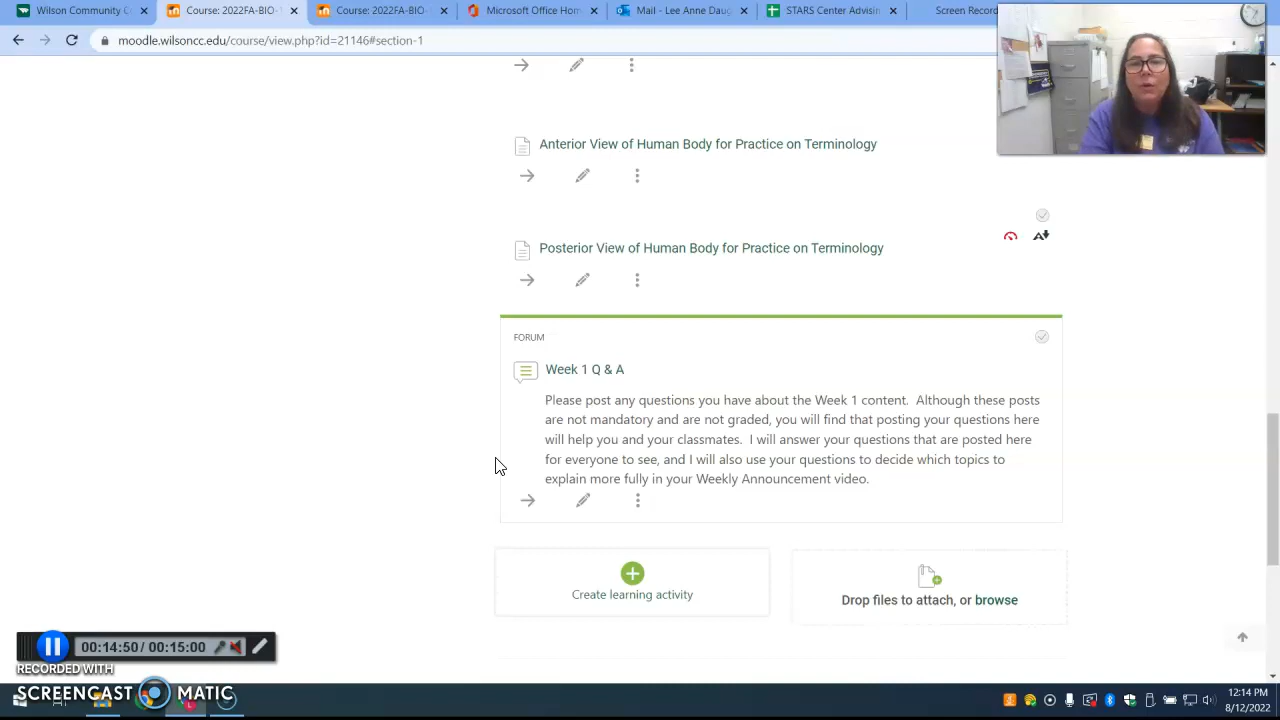 Wilson Community Co
Course: 2022FA-BIO-1
Course: 2022FA-BIO-
Microsoft Office Hom
Mail - Lee Anne Daug
STARS Center Advisin
Screen Record
moodle.wilsoncc.edu/course/view.php?id=21146#section-1
Anterior View of Human Body for Practice on Terminology
Posterior View of Human Body for Practice on Terminology
FORUM
Week 1 Q & A
Please post any questions you have about the Week 1 content. Although these posts
are not mandatory and are not graded, you will find that posting your questions here
will help you and your classmates. I will answer your questions that are posted here
for everyone to see, and I will also use your questions to decide which topics to
explain more fully in your Weekly Announcement video.
Create learning activity
Drop files to attach, or browse
00:14:50 / 00:15:00
RECORDED WITH
SCREENCAST MATIC
12:14 PM
8/12/2022